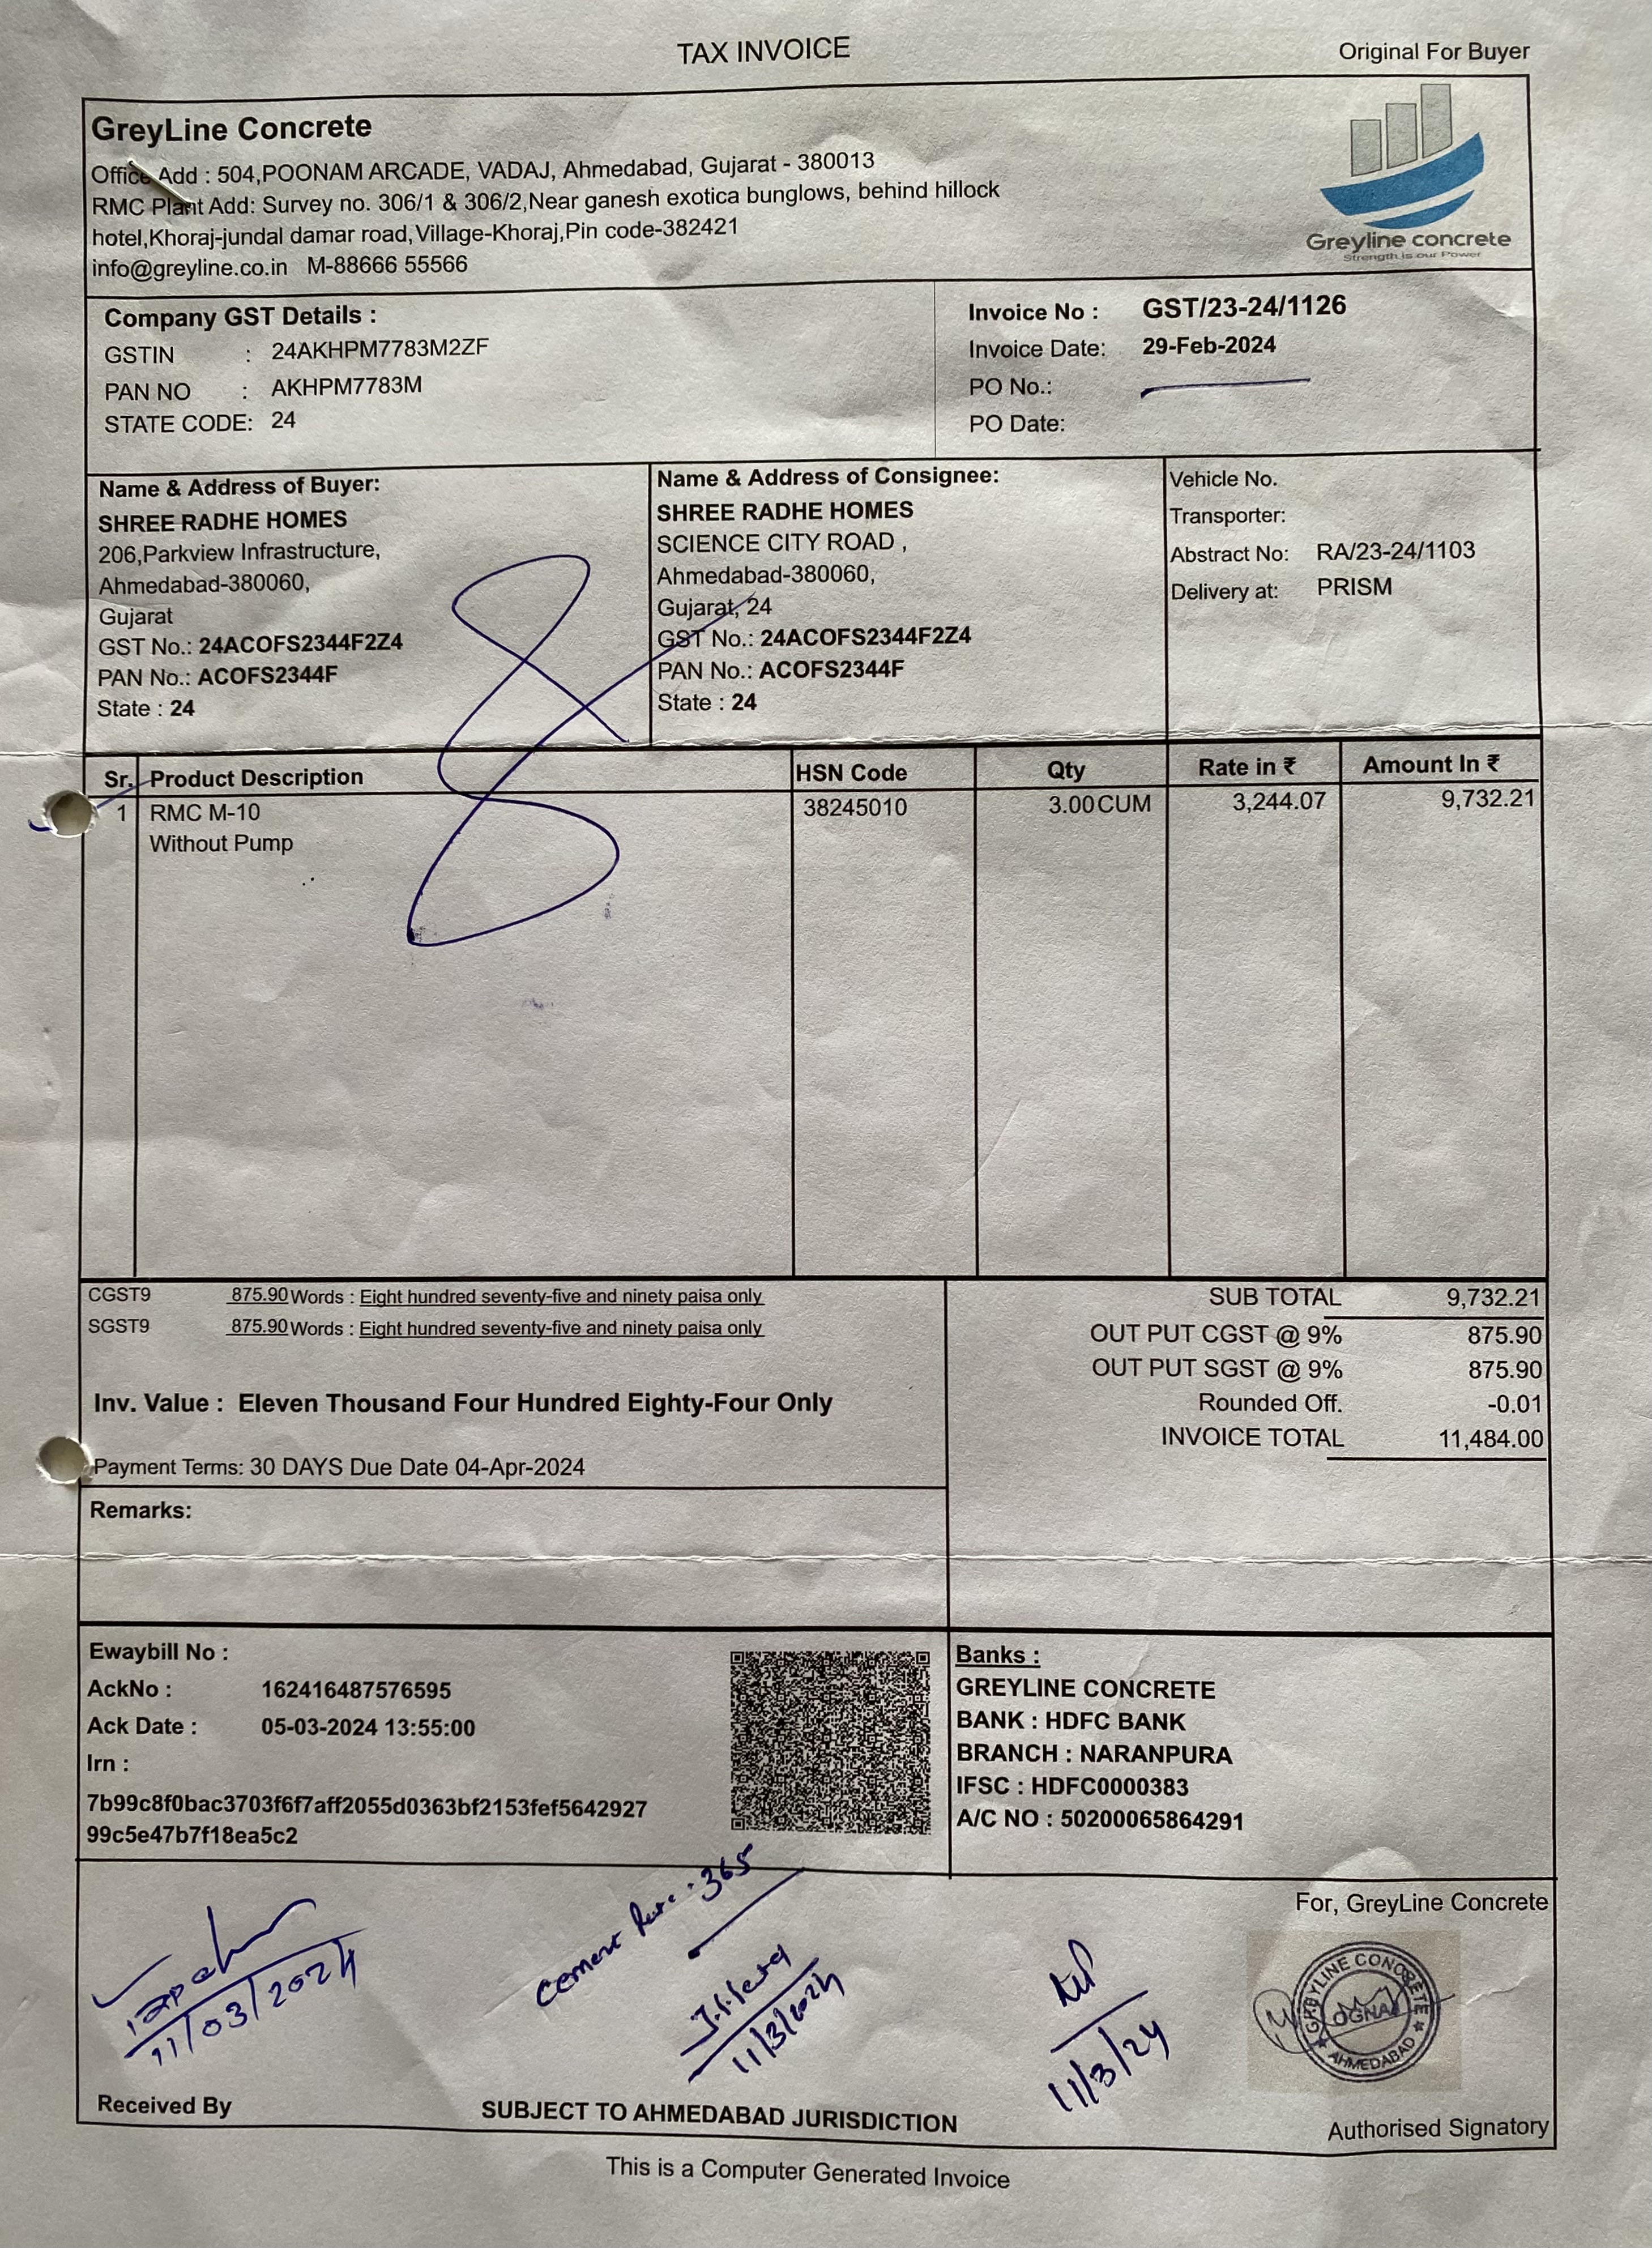 TAX INVOICE
Original For Buyer
GreyLine Concrete
Office Add : 504,POONAM ARCADE, VADAJ, Ahmedabad, Gujarat - 380013
RMC Plant Add: Survey no. 306/1 & 306/2,Near ganesh exotica bunglows, behind hillock
hotel,Khoraj-jundal damar road,Village-Khoraj,Pin code-382421
info@greyline.co.in M-88666 55566
Greyline concrete
Strength is our Power
Company GST Details :
GSTIN : 24AKHPM7783M2ZF
PAN NO : AKHPM7783M
STATE CODE: 24
Invoice No : GST/23-24/1126
Invoice Date: 29-Feb-2024
PO No.:
PO Date:
Name & Address of Buyer:
SHREE RADHE HOMES
206,Parkview Infrastructure,
Ahmedabad-380060,
Gujarat
GST No.: 24ACOFS2344F2Z4
PAN No.: ACOFS2344F
State : 24
Name & Address of Consignee:
SHREE RADHE HOMES
SCIENCE CITY ROAD ,
Ahmedabad-380060,
Gujarat, 24
GST No.: 24ACOFS2344F2Z4
PAN No.: ACOFS2344F
State : 24
Vehicle No.
Transporter:
Abstract No: RA/23-24/1103
Delivery at: PRISM
Sr. Product Description HSN Code Qty Rate in ₹ Amount In ₹
1 RMC M-10 38245010 3.00CUM 3,244.07 9,732.21
Without Pump
CGST9 875.90 Words : Eight hundred seventy-five and ninety paisa only
SGST9 875.90 Words : Eight hundred seventy-five and ninety paisa only
Inv. Value : Eleven Thousand Four Hundred Eighty-Four Only
Payment Terms: 30 DAYS Due Date 04-Apr-2024
Remarks:
SUB TOTAL 9,732.21
OUT PUT CGST @ 9% 875.90
OUT PUT SGST @ 9% 875.90
Rounded Off. -0.01
INVOICE TOTAL 11,484.00
Ewaybill No :
AckNo : 162416487576595
Ack Date : 05-03-2024 13:55:00
Irn :
7b99c8f0bac3703f6f7aff2055d0363bf2153fef5642927
99c5e47b7f18ea5c2
Banks :
GREYLINE CONCRETE
BANK : HDFC BANK
BRANCH : NARANPURA
IFSC : HDFC0000383
A/C NO : 50200065864291
cement Rate : 365
11/03/2024
11/3/2024
11/3/24
For, GreyLine Concrete
GREYLINE CONCRETE
AHMEDABAD
Received By
SUBJECT TO AHMEDABAD JURISDICTION
Authorised Signatory
This is a Computer Generated Invoice